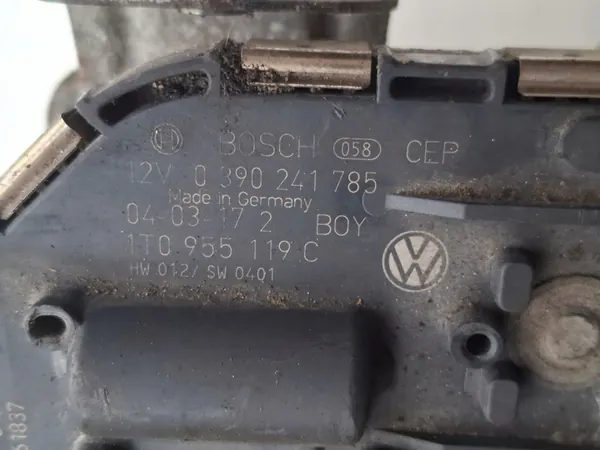 BOSCH 058 CEP
12V 0 390 241 785
Made in Germany
04-03-17 2 BOY
1T0 955 119 C
HW 012/ SW 0401
61837